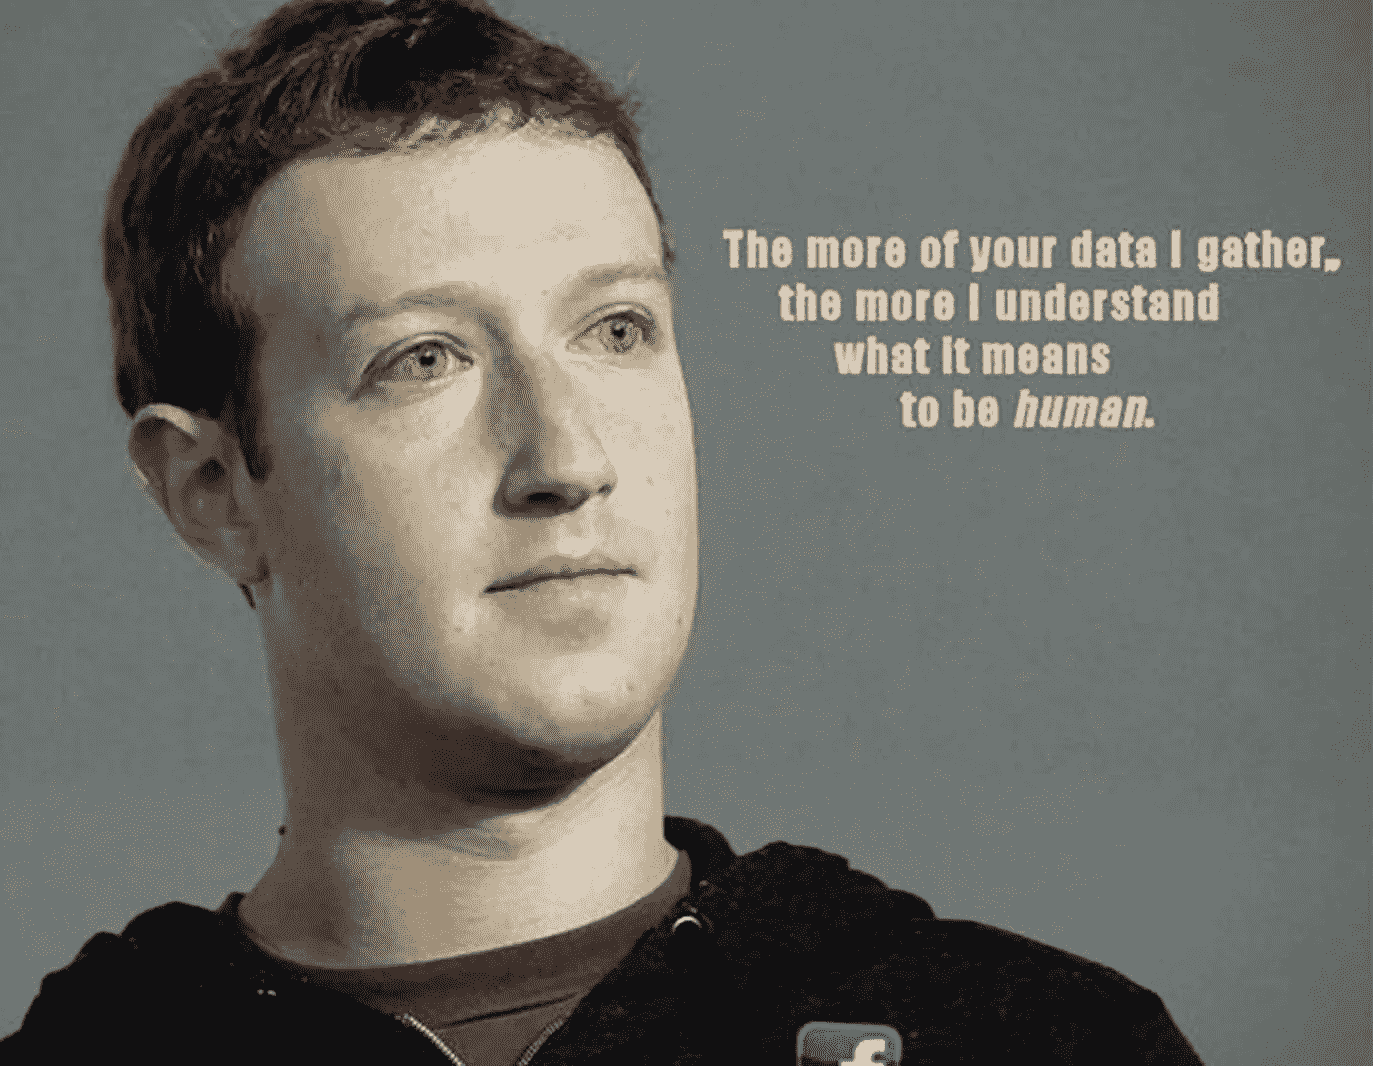 The more of your data I gather,
the more I understand
what it means
to be human.
f